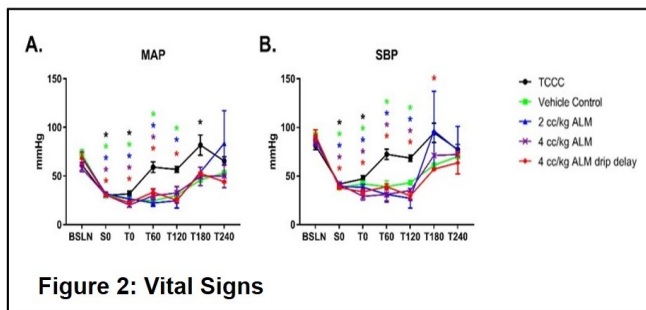 A.
MAP
mmHg
150
100
50
0
BSLN S0 T0 T60 T120 T180 T240
B.
SBP
mmHg
150
100
50
0
BSLN S0 T0 T60 T120 T180 T240
TCCC
Vehicle Control
2 cc/kg ALM
4 cc/kg ALM
4 cc/kg ALM drip delay
Figure 2: Vital Signs